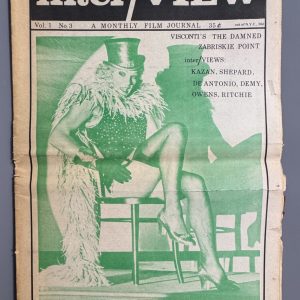 inter/VIEW
Vol. 1 No. 3 A MONTHLY FILM JOURNAL 35¢
VISCONTI'S THE DAMNED
ZABRISKIE POINT
inter/VIEWS:
KAZAN, SHEPARD,
DE ANTONIO, DEMY,
OWENS, RITCHIE